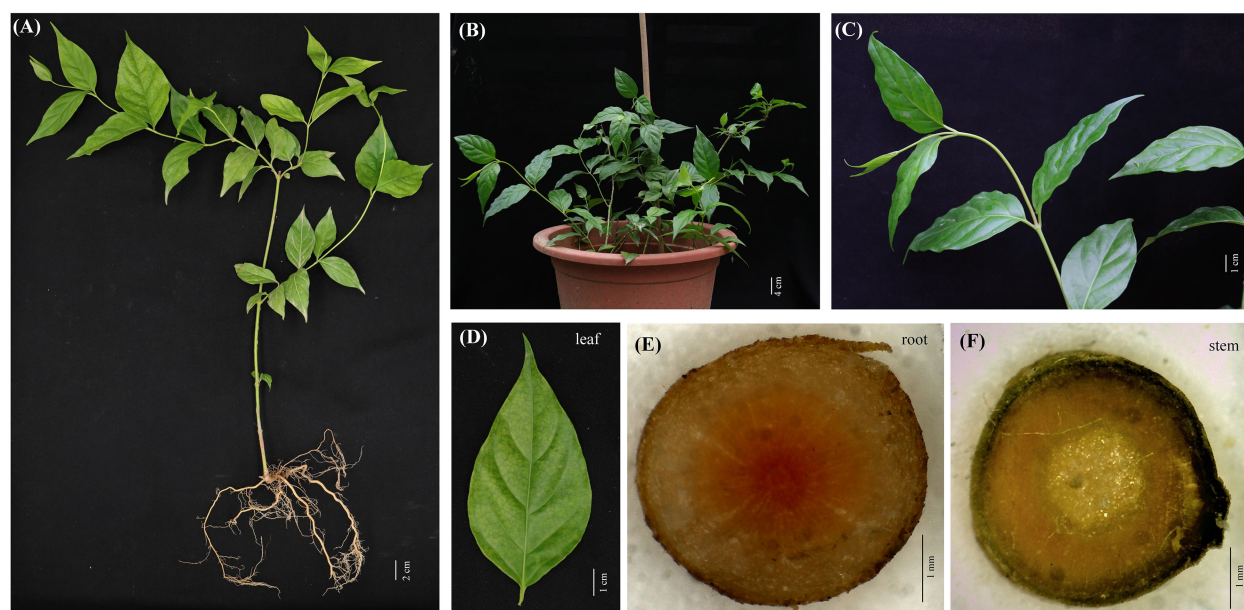 (A)
2 cm
(B)
4 cm
(C)
1 cm
(D)
leaf
1 cm
(E)
root
1 mm
(F)
stem
1 mm